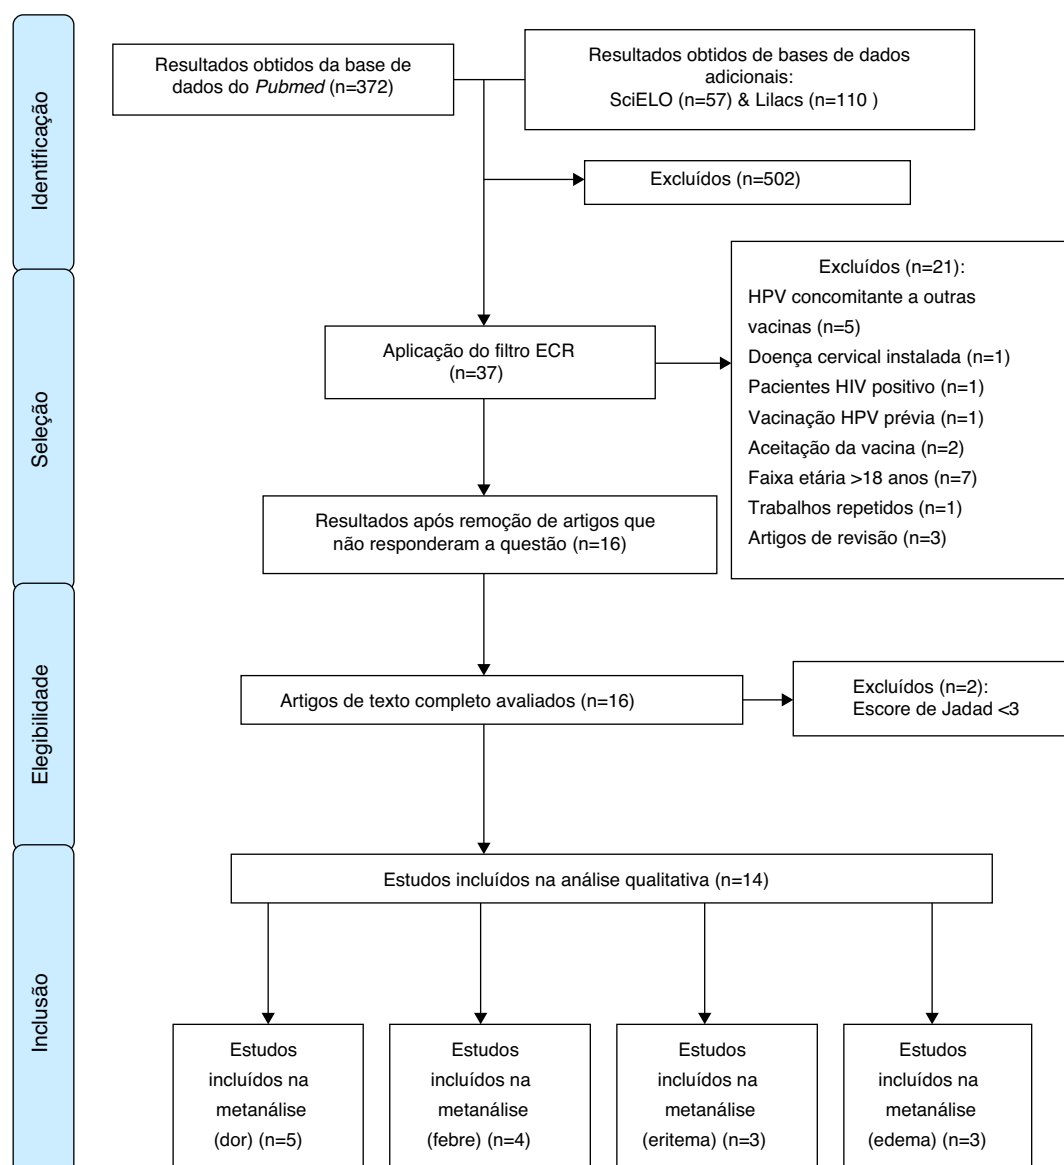 Identificação
Resultados obtidos da base de
dados do Pubmed (n=372)
Resultados obtidos de bases de dados
adicionais:
SciELO (n=57) & Lilacs (n=110 )
Excluídos (n=502)
Seleção
Aplicação do filtro ECR
(n=37)
Excluídos (n=21):
HPV concomitante a outras
vacinas (n=5)
Doença cervical instalada (n=1)
Pacientes HIV positivo (n=1)
Vacinação HPV prévia (n=1)
Aceitação da vacina (n=2)
Faixa etária >18 anos (n=7)
Trabalhos repetidos (n=1)
Artigos de revisão (n=3)
Resultados após remoção de artigos que
não responderam a questão (n=16)
Elegibilidade
Artigos de texto completo avaliados (n=16)
Excluídos (n=2):
Escore de Jadad <3
Inclusão
Estudos incluídos na análise qualitativa (n=14)
Estudos
incluídos na
metanálise
(dor) (n=5)
Estudos
incluídos na
metanálise
(febre) (n=4)
Estudos
incluídos na
metanálise
(eritema) (n=3)
Estudos
incluídos na
metanálise
(edema) (n=3)